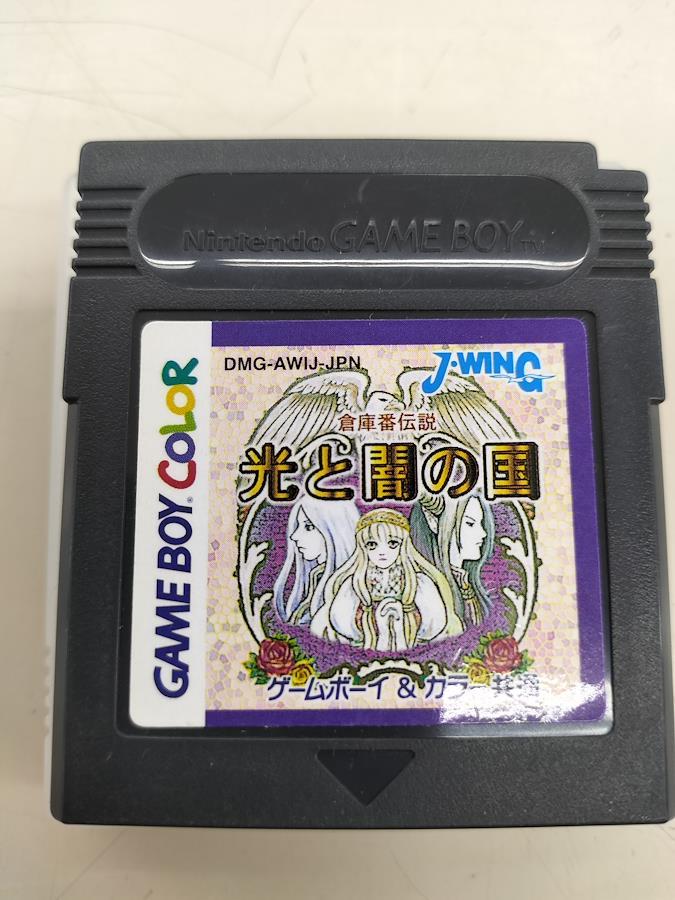 Nintendo GAME BOY TM
GAME BOY COLOR
DMG-AWIJ-JPN
J·WING
倉庫番伝説
光と闇の国
ゲームボーイ & カラー共通